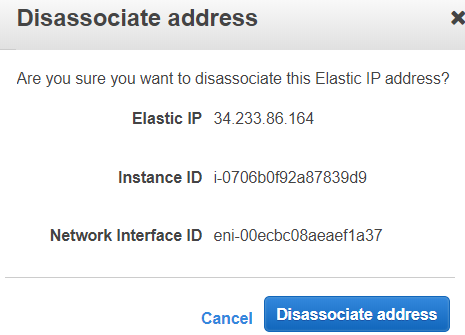 Disassociate address
Are you sure you want to disassociate this Elastic IP address?
Elastic IP 34.233.86.164
Instance ID i-0706b0f92a87839d9
Network Interface ID eni-00ecbc08aeaef1a37
Cancel Disassociate address